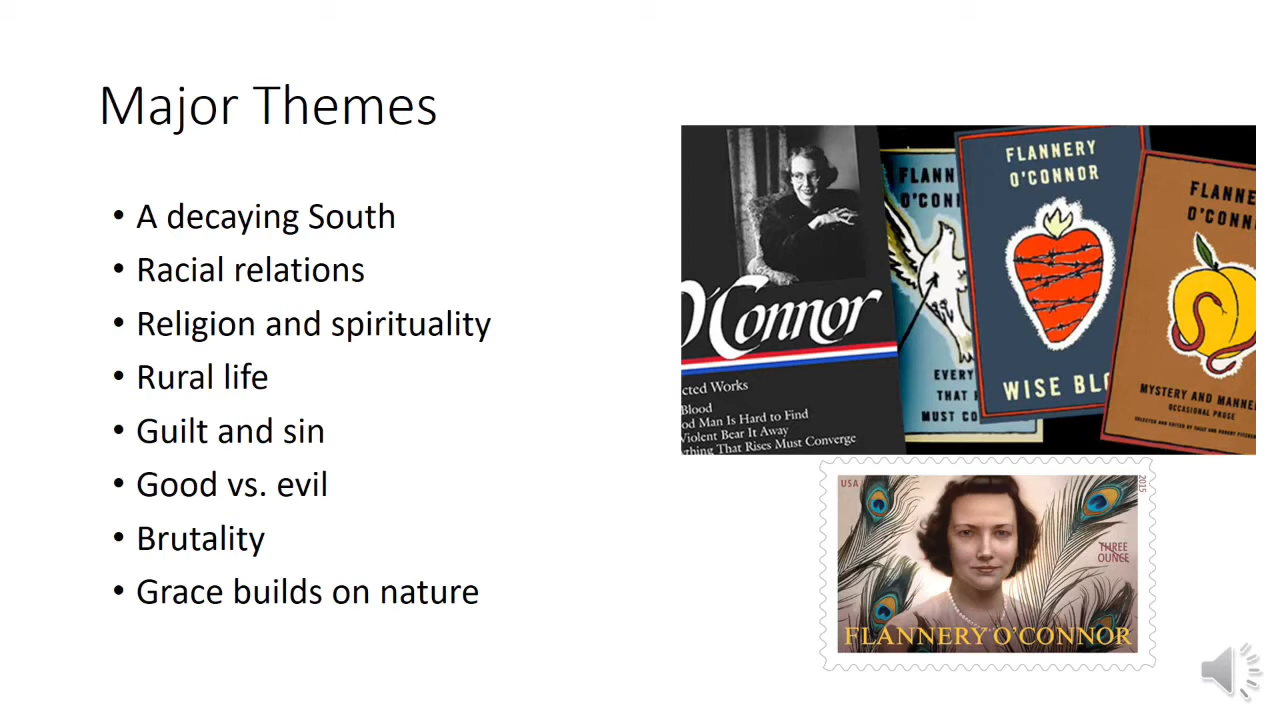 Major Themes
• A decaying South
• Racial relations
• Religion and spirituality
• Rural life
• Guilt and sin
• Good vs. evil
• Brutality
• Grace builds on nature
O'Connor
cted Works
Blood
od Man Is Hard to Find
Violent Bear It Away
thing That Rises Must Converge
FLANN
O'CON
EVERY
THAT
MUST CO
FLANNERY
O'CONNOR
WISE BLO
FLANNE
O'CONN
MYSTERY AND MANNE
OCCASIONAL PROSE
USA
2015
THREE
OUNCE
FLANNERY O'CONNOR